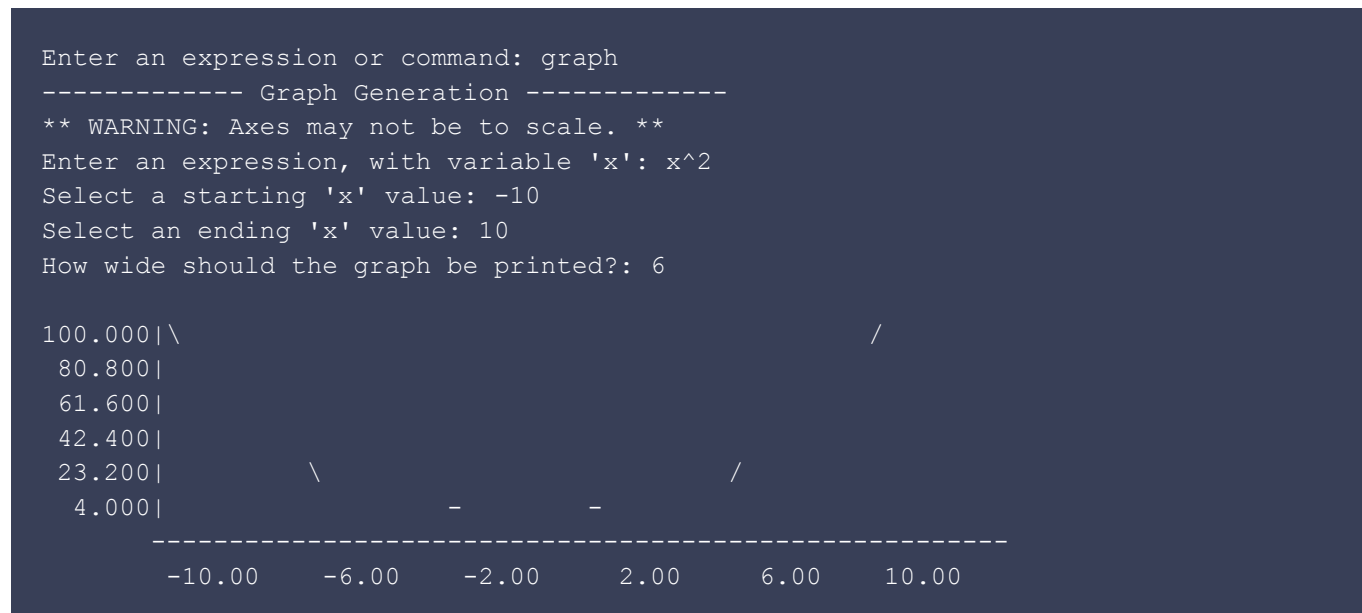 Enter an expression or command: graph
------------- Graph Generation -------------
** WARNING: Axes may not be to scale. **
Enter an expression, with variable 'x': x^2
Select a starting 'x' value: -10
Select an ending 'x' value: 10
How wide should the graph be printed?: 6
100.000|\                                            /
 80.800|
 61.600|
 42.400|
 23.200|         \                          /
  4.000|                  -        -
       -------------------------------------------------------
        -10.00    -6.00    -2.00     2.00     6.00    10.00